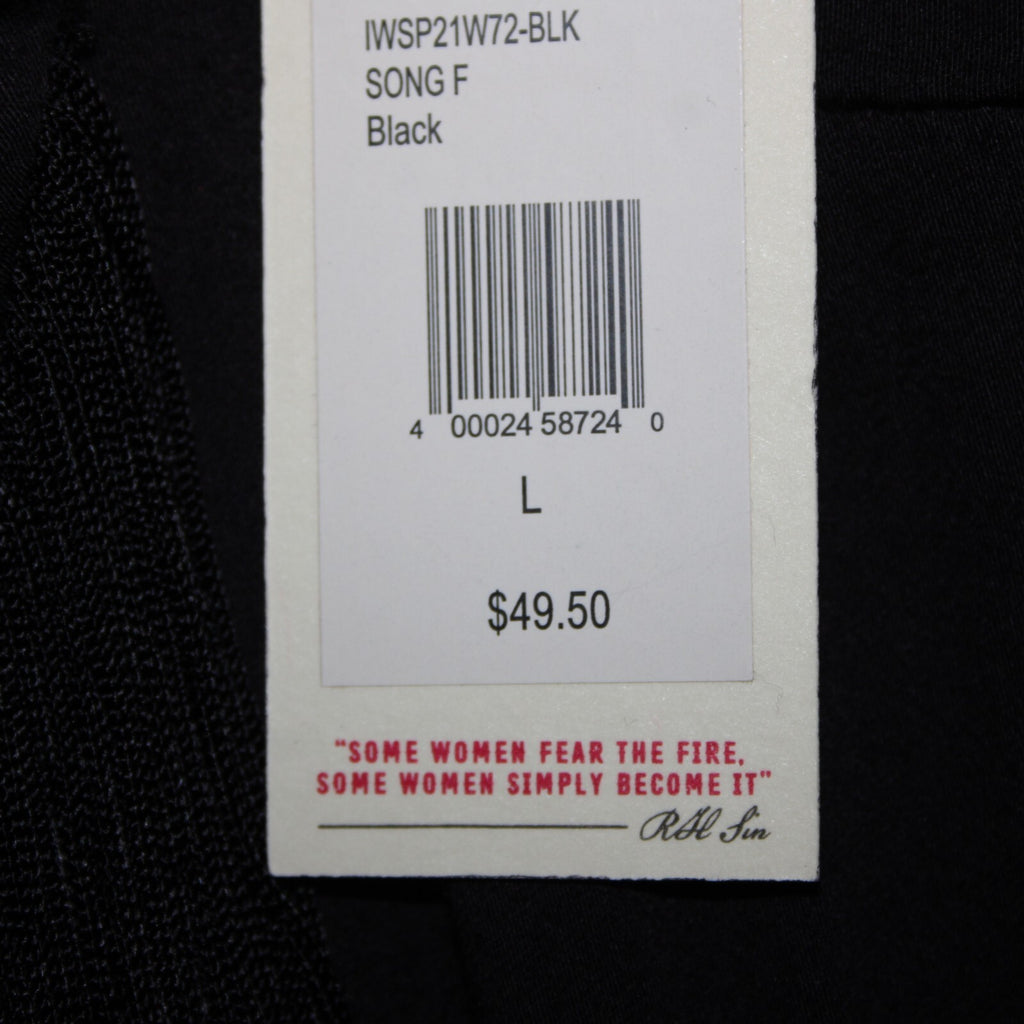 IWSP21W72-BLK
SONG F
Black
4 00024 58724 0
L
$49.50
"SOME WOMEN FEAR THE FIRE,
SOME WOMEN SIMPLY BECOME IT"
RH Sin